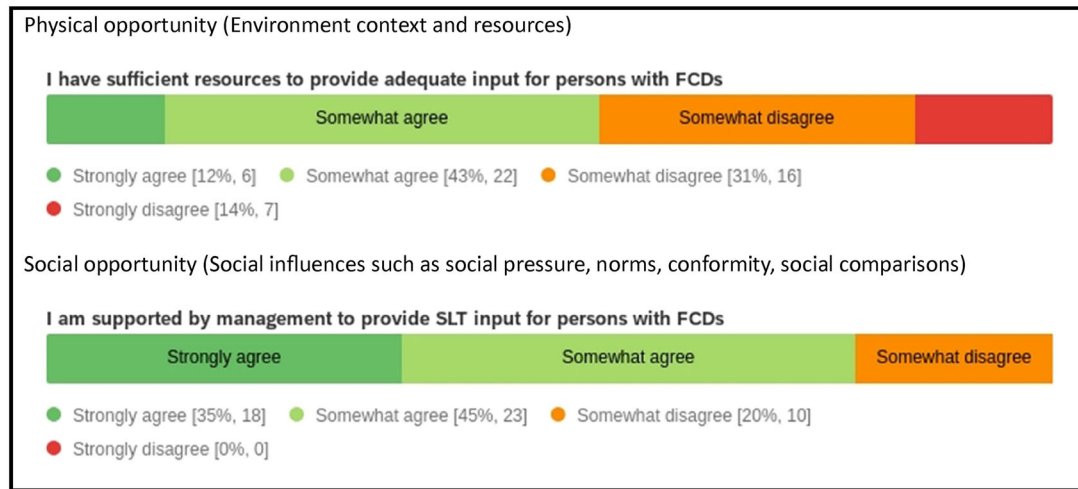 Physical opportunity (Environment context and resources)
I have sufficient resources to provide adequate input for persons with FCDs
Somewhat agree Somewhat disagree
Strongly agree [12%, 6] Somewhat agree [43%, 22] Somewhat disagree [31%, 16]
Strongly disagree [14%, 7]
Social opportunity (Social influences such as social pressure, norms, conformity, social comparisons)
I am supported by management to provide SLT input for persons with FCDs
Strongly agree Somewhat agree Somewhat disagree
Strongly agree [35%, 18] Somewhat agree [45%, 23] Somewhat disagree [20%, 10]
Strongly disagree [0%, 0]